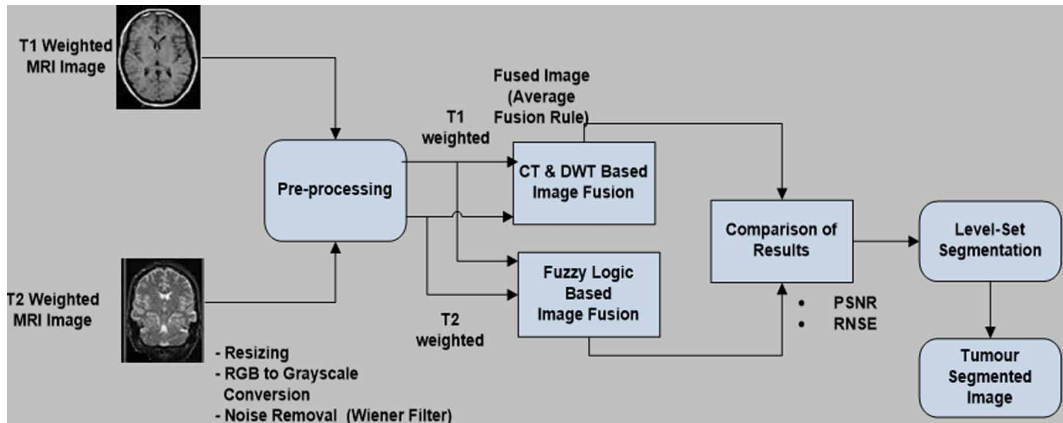 T1 Weighted
MRI Image
T2 Weighted
MRI Image
Pre-processing
- Resizing
- RGB to Grayscale
Conversion
- Noise Removal (Wiener Filter)
T1
weighted
T2
weighted
Fused Image
(Average
Fusion Rule)
CT & DWT Based
Image Fusion
Fuzzy Logic
Based
Image Fusion
Comparison of
Results
• PSNR
• RNSE
Level-Set
Segmentation
Tumour
Segmented
Image